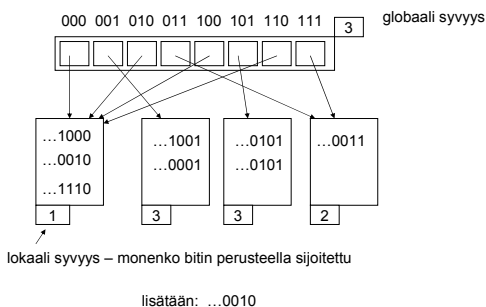 globaali syvyys
000 001 010 011 100 101 110 111 3
...1000 ...1001 ...0101 ...0011
...0010 ...0001 ...0101
...1110
1 3 3 2
lokaali syvyys – monenko bitin perusteella sijoitettu
lisätään: ...0010